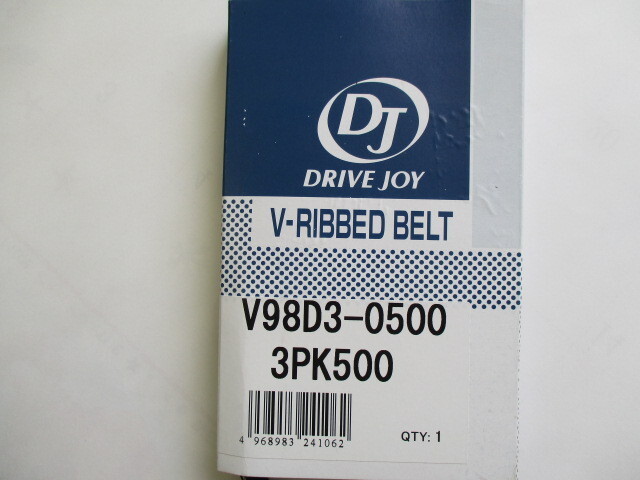 DJ
DRIVE JOY
V-RIBBED BELT
V98D3-0500
3PK500
4 968983 241062
QTY: 1